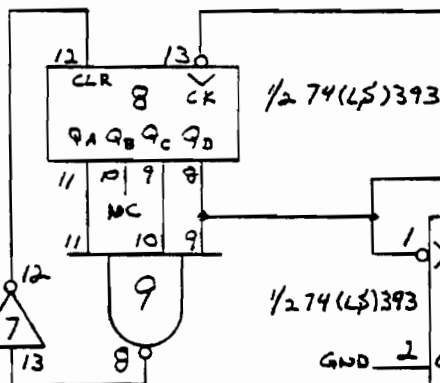 12 13
CLR CK
8
1/2 74(LS)393
QA QB QC QD
11 10 9 8
NC
11 10 9
9
12
7
13
8
1
1/2 74(LS)393
GND 2